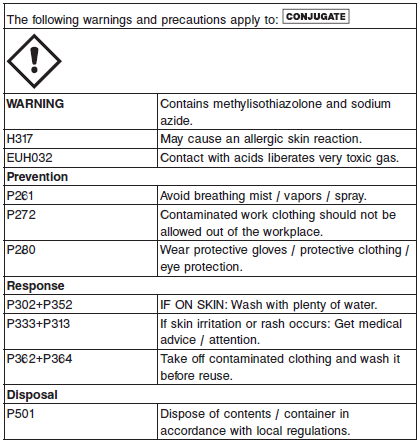 The following warnings and precautions apply to: CONJUGATE
WARNING
Contains methylisothiazolone and sodium
azide.
H317
May cause an allergic skin reaction.
EUH032
Contact with acids liberates very toxic gas.
Prevention
P261
Avoid breathing mist / vapors / spray.
P272
Contaminated work clothing should not be
allowed out of the workplace.
P280
Wear protective gloves / protective clothing /
eye protection.
Response
P302+P352
IF ON SKIN: Wash with plenty of water.
P333+P313
If skin irritation or rash occurs: Get medical
advice / attention.
P362+P364
Take off contaminated clothing and wash it
before reuse.
Disposal
P501
Dispose of contents / container in
accordance with local regulations.